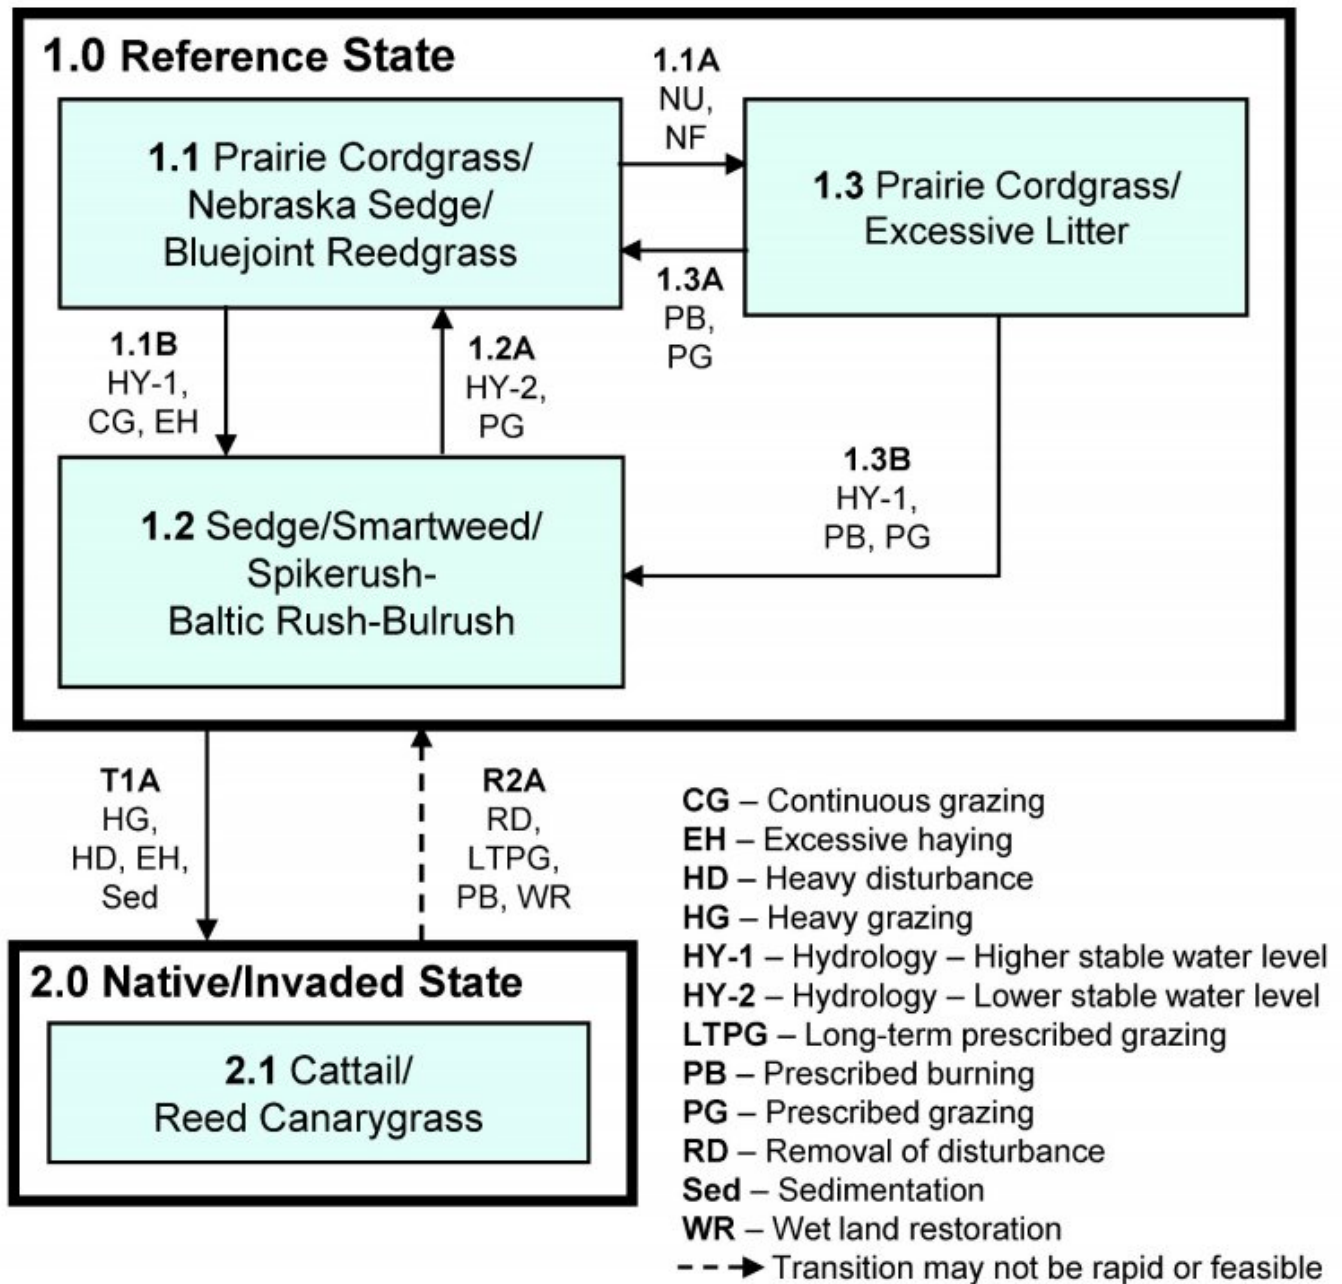 1.0 Reference State
1.1A
NU,
NF
1.1 Prairie Cordgrass/
Nebraska Sedge/
Bluejoint Reedgrass
1.3 Prairie Cordgrass/
Excessive Litter
1.3A
PB,
PG
1.1B
HY-1,
CG, EH
1.2A
HY-2,
PG
1.3B
HY-1,
PB, PG
1.2 Sedge/Smartweed/
Spikerush-
Baltic Rush-Bulrush
T1A
HG,
HD, EH,
Sed
R2A
RD,
LTPG,
PB, WR
2.0 Native/Invaded State
2.1 Cattail/
Reed Canarygrass
CG – Continuous grazing
EH – Excessive haying
HD – Heavy disturbance
HG – Heavy grazing
HY-1 – Hydrology – Higher stable water level
HY-2 – Hydrology – Lower stable water level
LTPG – Long-term prescribed grazing
PB – Prescribed burning
PG – Prescribed grazing
RD – Removal of disturbance
Sed – Sedimentation
WR – Wet land restoration
Transition may not be rapid or feasible